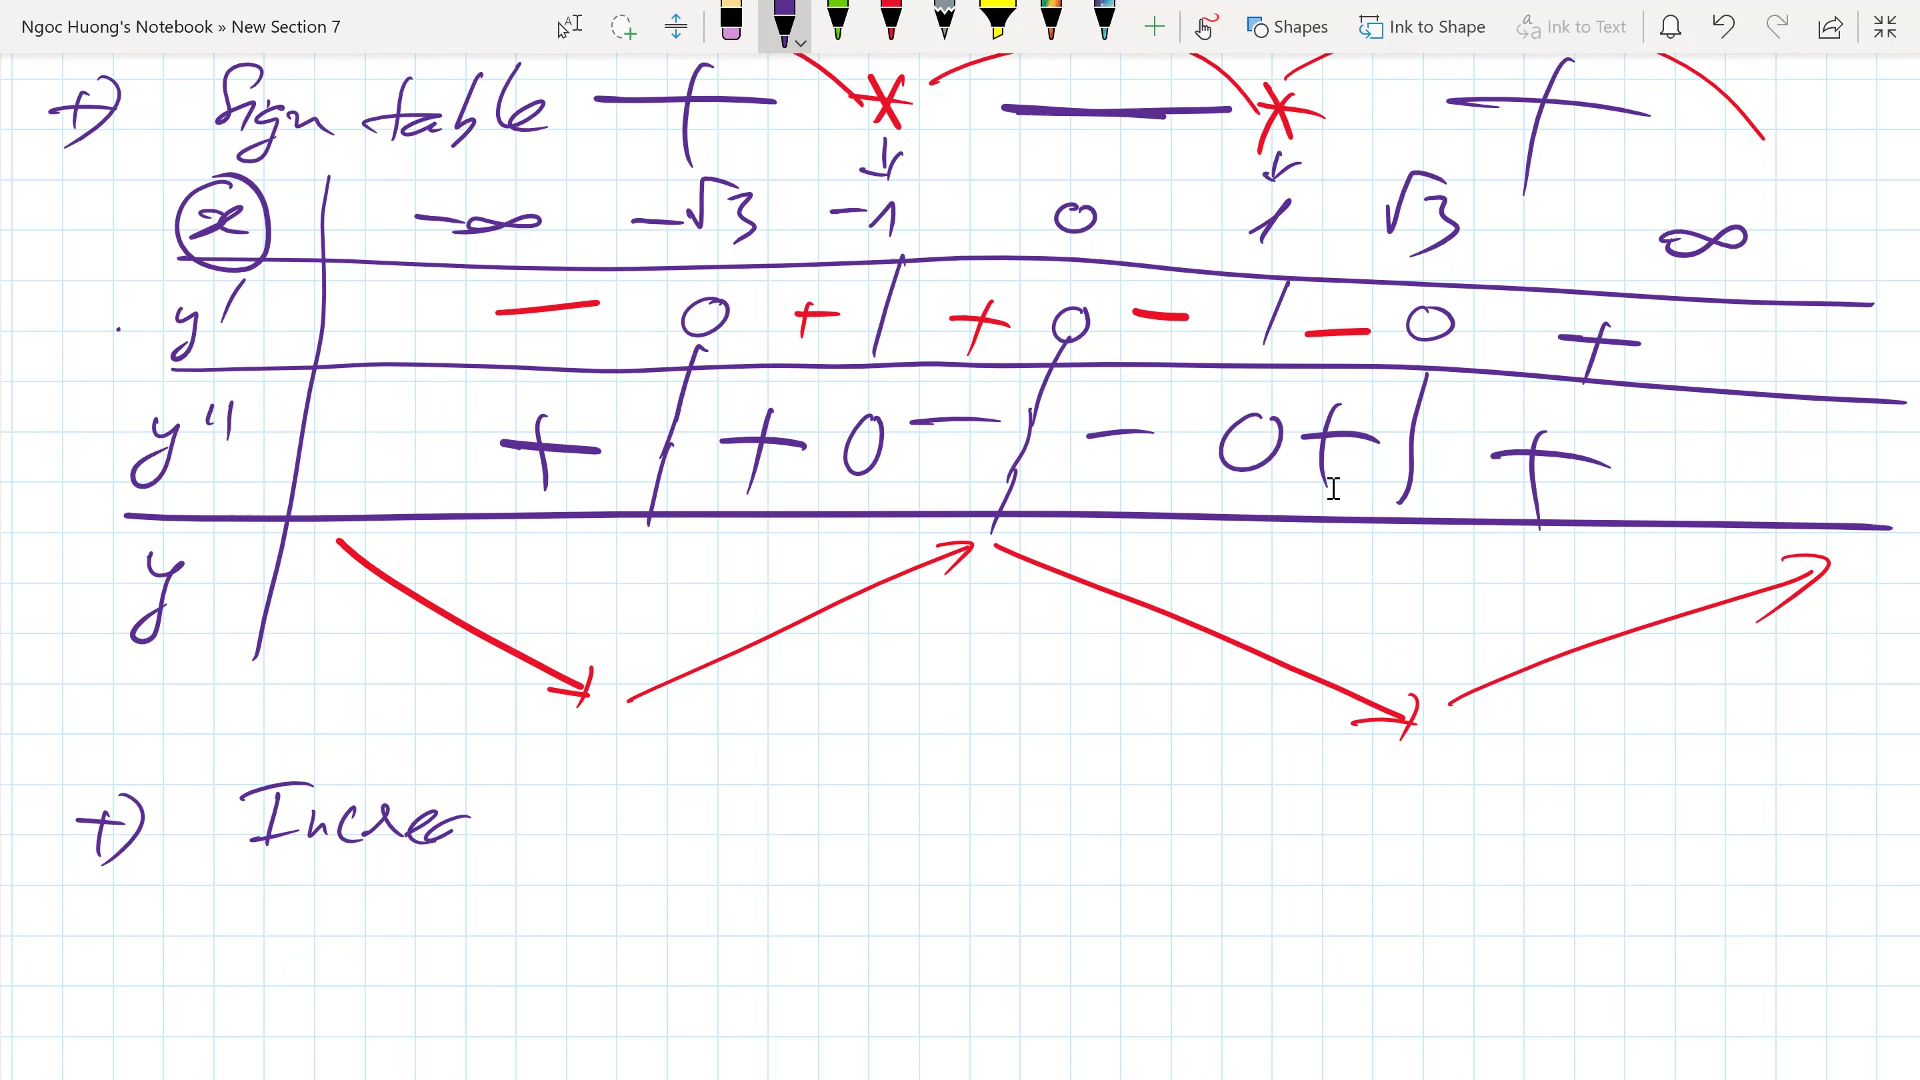 Ngoc Huong's Notebook » New Section 7
Shapes Ink to Shape Ink to Text
+) Sign table + − +
x −∞ −√3 −1 0 1 √3 ∞
y' − 0 + | + 0 − | − 0 +
y'' + | + 0 − | − 0 + | +
y
+) Increa